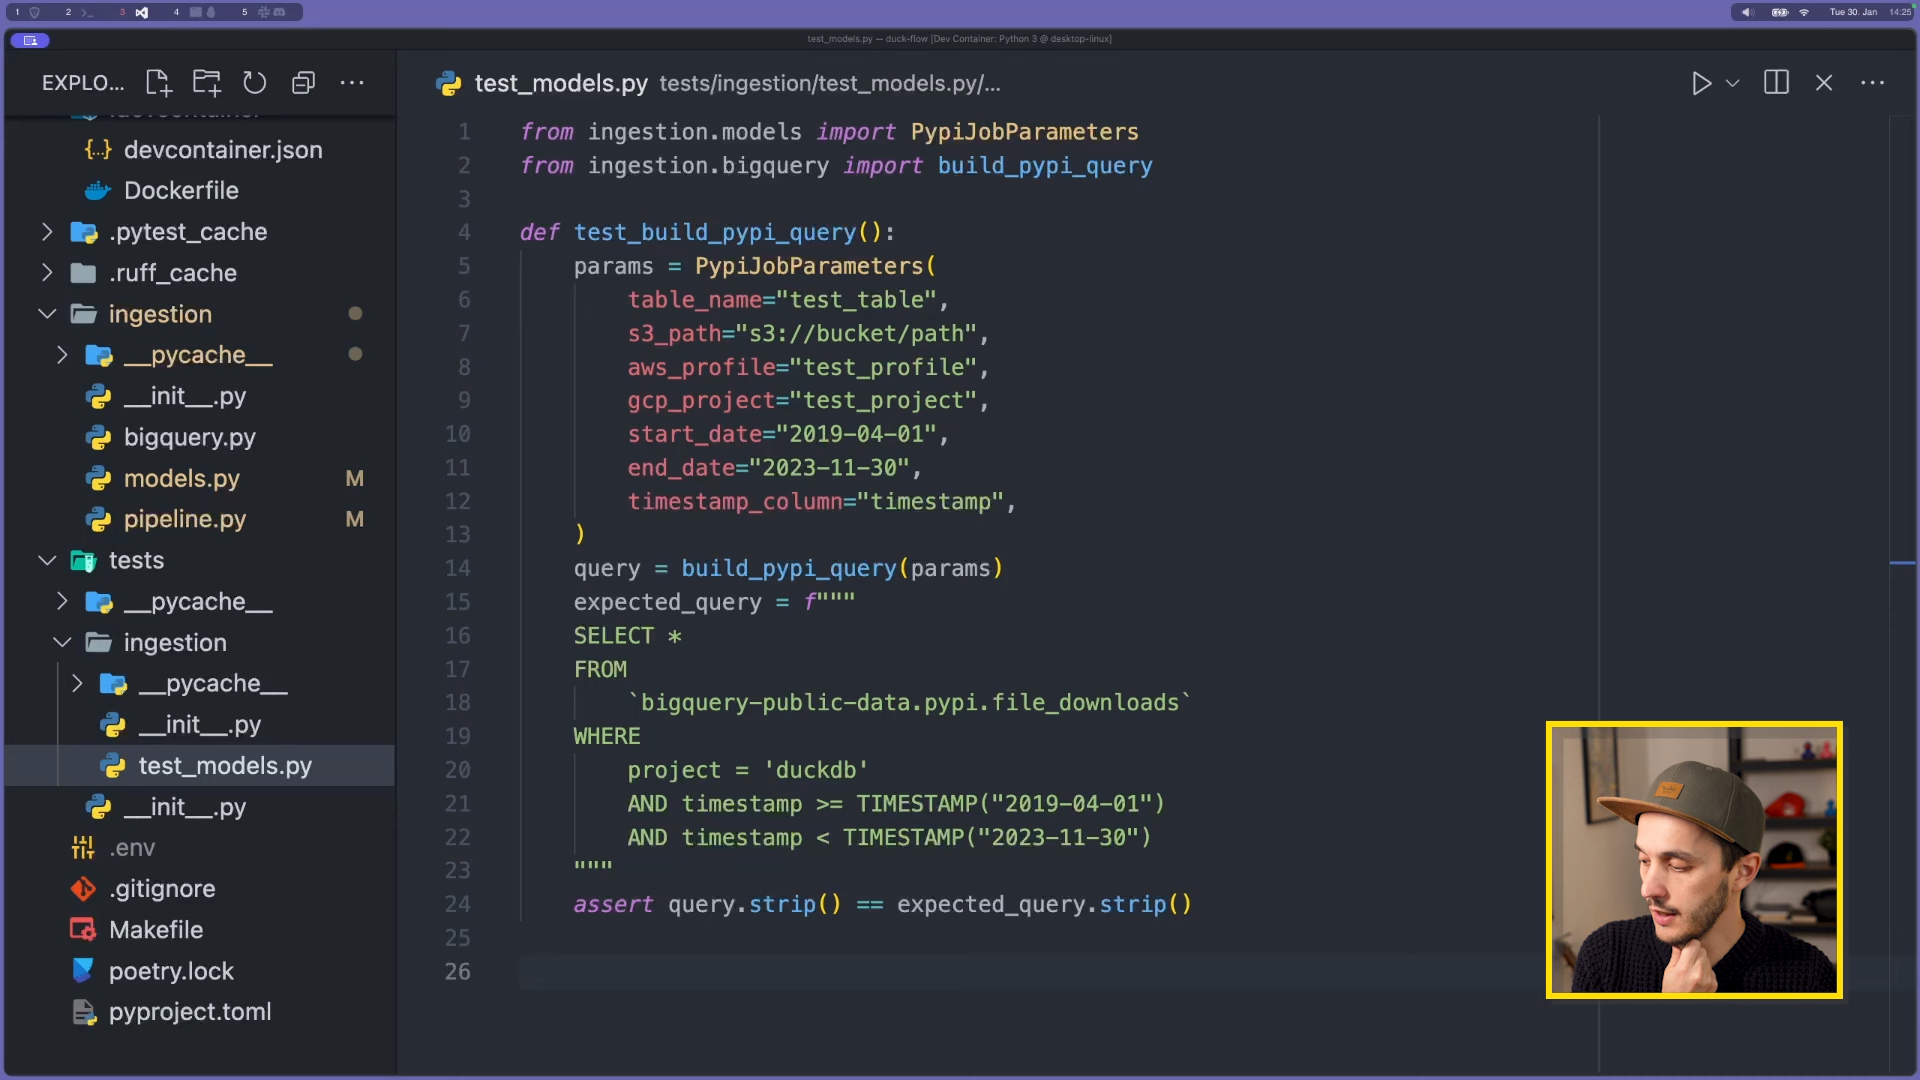 1 2 3 4 5
Tue 30. Jan 14:25
test_models.py — duck-flow [Dev Container: Python 3 @ desktop-linux]
EXPLO...
devcontainer.json
Dockerfile
.pytest_cache
.ruff_cache
ingestion
__pycache__
__init__.py
bigquery.py
models.py M
pipeline.py M
tests
__pycache__
ingestion
__pycache__
__init__.py
test_models.py
__init__.py
.env
.gitignore
Makefile
poetry.lock
pyproject.toml
test_models.py tests/ingestion/test_models.py/...
1 from ingestion.models import PypiJobParameters
2 from ingestion.bigquery import build_pypi_query
3
4 def test_build_pypi_query():
5 params = PypiJobParameters(
6 table_name="test_table",
7 s3_path="s3://bucket/path",
8 aws_profile="test_profile",
9 gcp_project="test_project",
10 start_date="2019-04-01",
11 end_date="2023-11-30",
12 timestamp_column="timestamp",
13 )
14 query = build_pypi_query(params)
15 expected_query = f"""
16 SELECT *
17 FROM
18 `bigquery-public-data.pypi.file_downloads`
19 WHERE
20 project = 'duckdb'
21 AND timestamp >= TIMESTAMP("2019-04-01")
22 AND timestamp < TIMESTAMP("2023-11-30")
23 """
24 assert query.strip() == expected_query.strip()
25
26